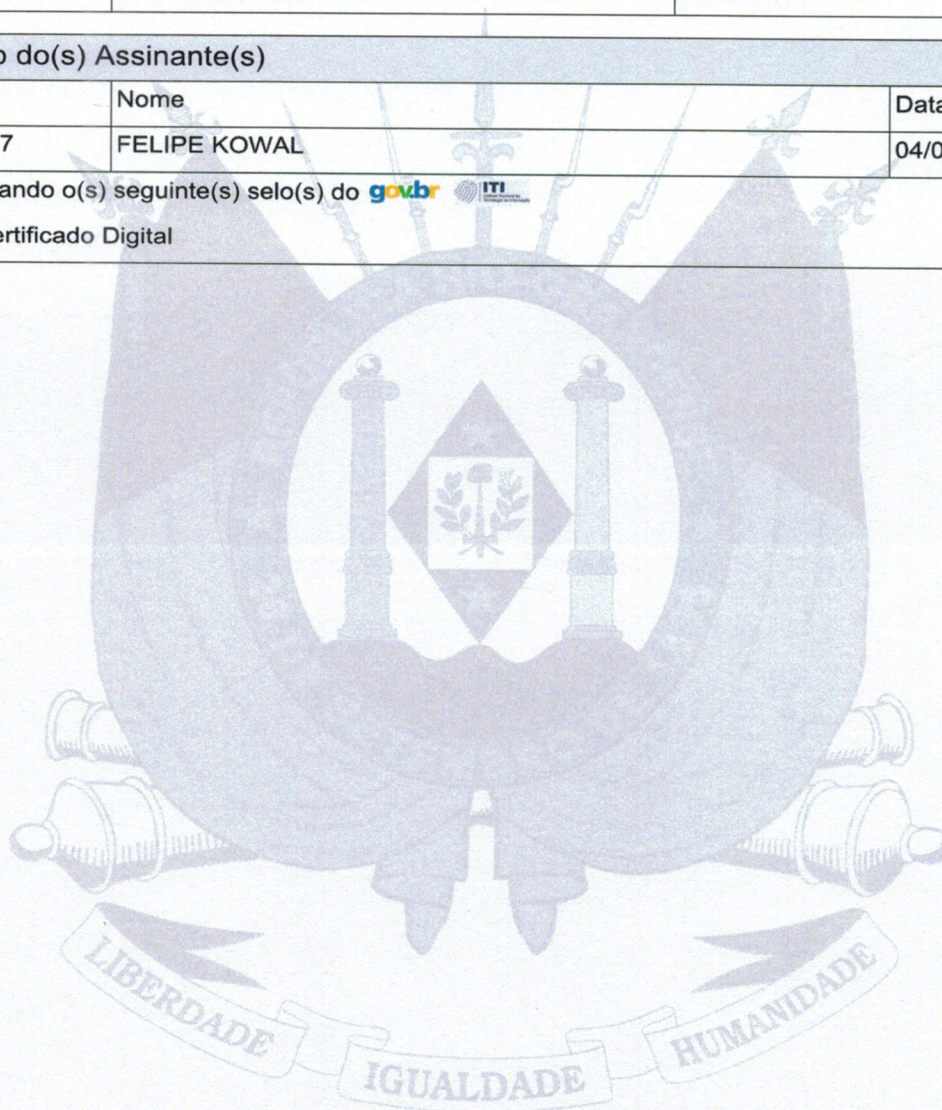 o do(s) Assinante(s)
Nome
Data
7
FELIPE KOWAL
04/0
ando o(s) seguinte(s) selo(s) do gov.br ITI
ertificado Digital
LIBERDADE
IGUALDADE
HUMANIDADE